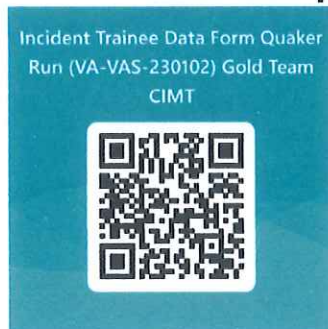 Incident Trainee Data Form Quaker
Run (VA-VAS-230102) Gold Team
CIMT